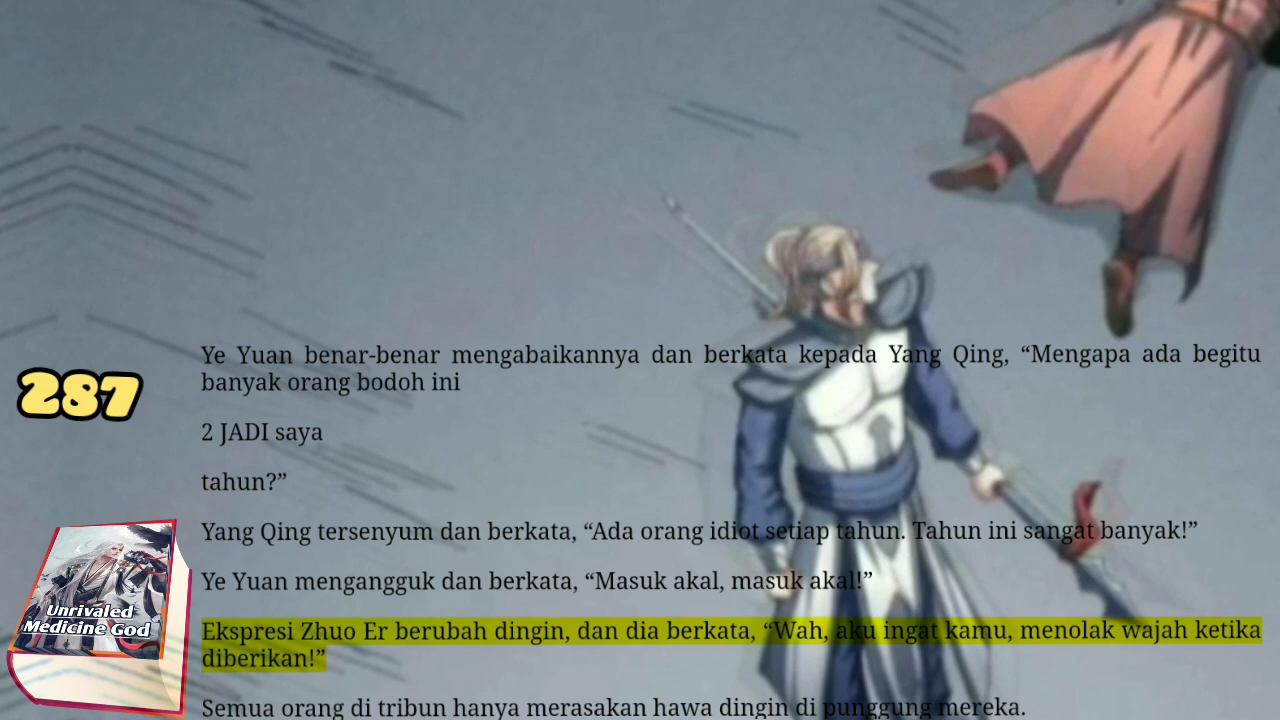 Ye Yuan benar-benar mengabaikannya dan berkata kepada Yang Qing, “Mengapa ada begitu
banyak orang bodoh ini
287
2 JADI saya
tahun?”
Yang Qing tersenyum dan berkata, “Ada orang idiot setiap tahun. Tahun ini sangat banyak!”
Ye Yuan mengangguk dan berkata, “Masuk akal, masuk akal!”
Unrivaled
Medicine God
Ekspresi Zhuo Er berubah dingin, dan dia berkata, “Wah, aku ingat kamu, menolak wajah ketika
diberikan!”
Semua orang di tribun hanya merasakan hawa dingin di punggung mereka.